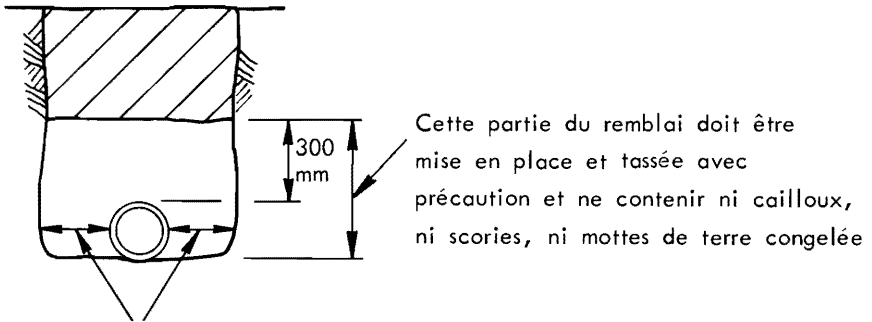 300
mm
Cette partie du remblai doit être
mise en place et tassée avec
précaution et ne contenir ni cailloux,
ni scories, ni mottes de terre congelée